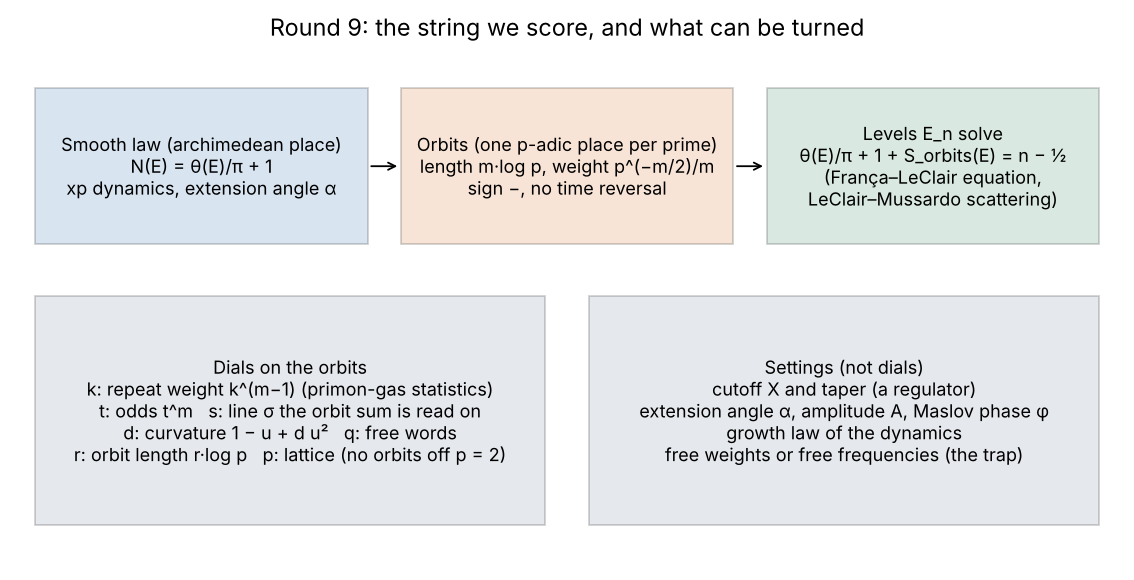 Round 9: the string we score, and what can be turned
Smooth law (archimedean place)
N(E) = θ(E)/π + 1
xp dynamics, extension angle α
Orbits (one p-adic place per prime)
length m·log p, weight p^(−m/2)/m
sign −, no time reversal
Levels E_n solve
θ(E)/π + 1 + S_orbits(E) = n − ½
(França–LeClair equation,
LeClair–Mussardo scattering)
Dials on the orbits
k: repeat weight k^(m−1) (primon-gas statistics)
t: odds t^m   s: line σ the orbit sum is read on
d: curvature 1 − u + d u²   q: free words
r: orbit length r·log p   p: lattice (no orbits off p = 2)
Settings (not dials)
cutoff X and taper (a regulator)
extension angle α, amplitude A, Maslov phase φ
growth law of the dynamics
free weights or free frequencies (the trap)